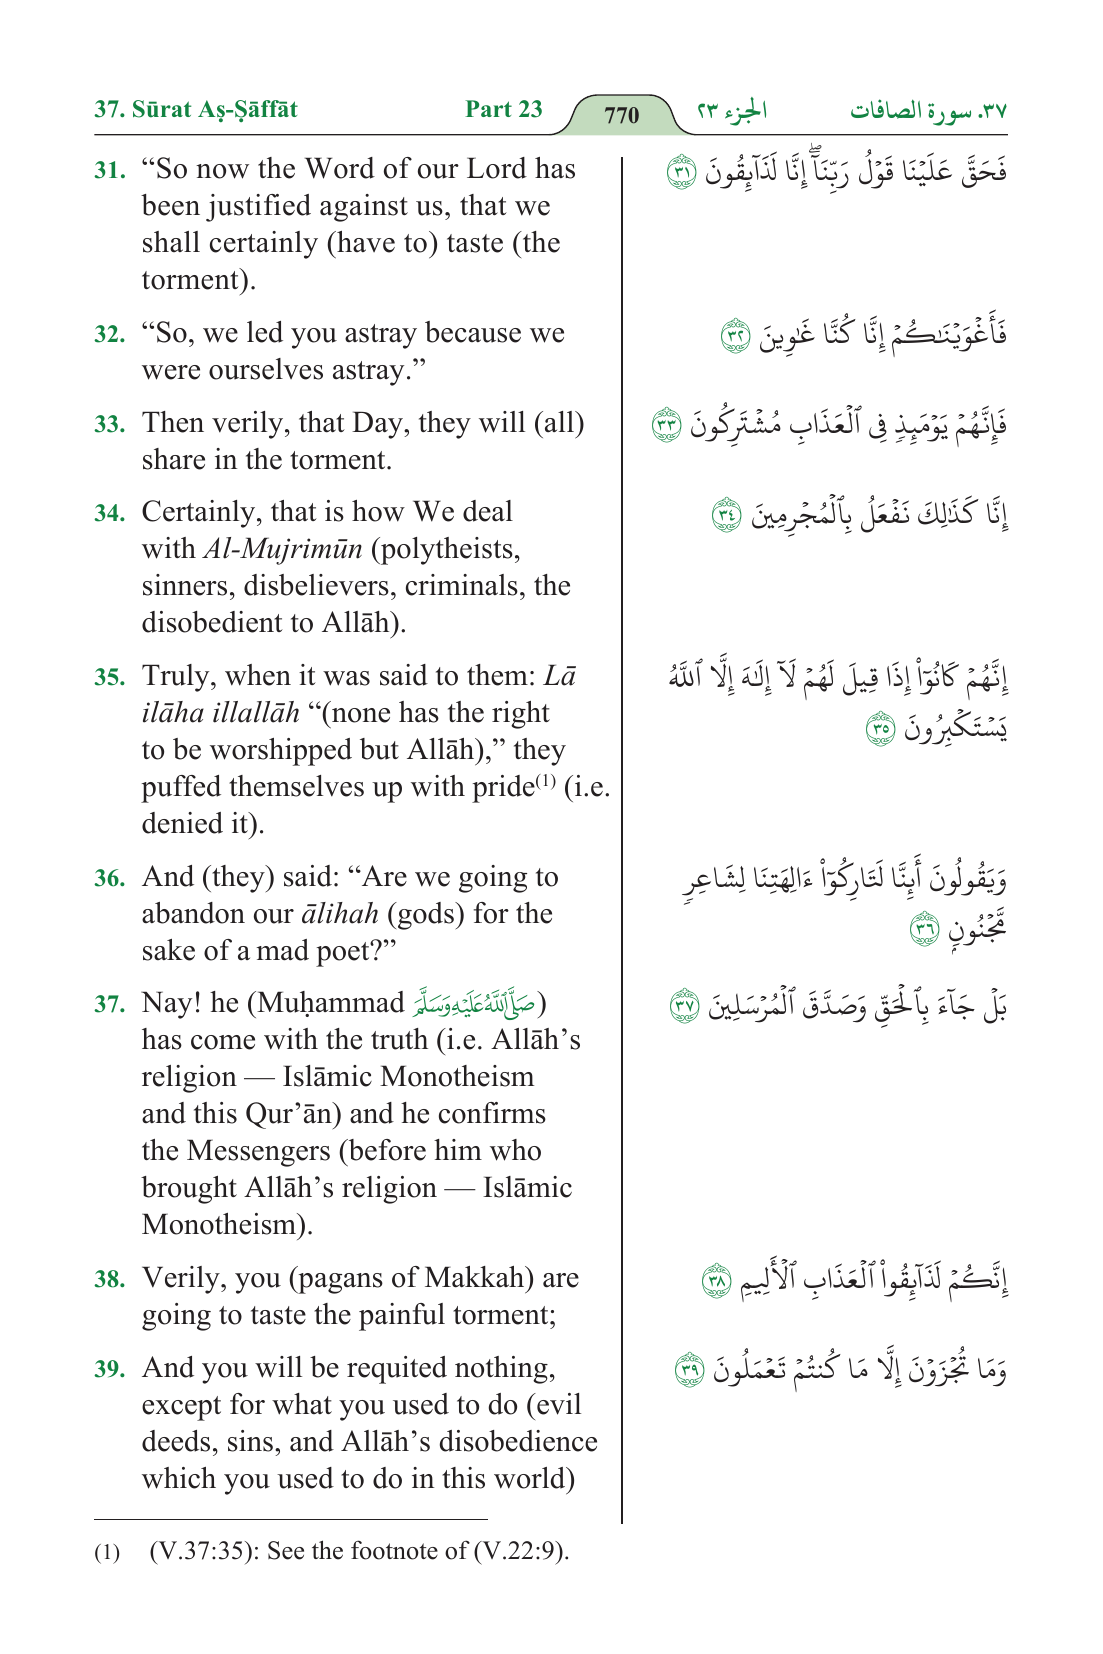 37. Sūrat Aṣ-Ṣāffāt Part 23 770 الجزء ٢٣ ٣٧. سورة الصافات
31. “So now the Word of our Lord has
been justified against us, that we
shall certainly (have to) taste (the
torment).
32. “So, we led you astray because we
were ourselves astray.”
33. Then verily, that Day, they will (all)
share in the torment.
34. Certainly, that is how We deal
with Al-Mujrimūn (polytheists,
sinners, disbelievers, criminals, the
disobedient to Allāh).
35. Truly, when it was said to them: Lā
ilāha illallāh “(none has the right
to be worshipped but Allāh),” they
puffed themselves up with pride(1) (i.e.
denied it).
36. And (they) said: “Are we going to
abandon our ālihah (gods) for the
sake of a mad poet?”
37. Nay! he (Muḥammad صَلَّى ٱللَّهُ عَلَيْهِ وَسَلَّمَ)
has come with the truth (i.e. Allāh’s
religion — Islāmic Monotheism
and this Qur’ān) and he confirms
the Messengers (before him who
brought Allāh’s religion — Islāmic
Monotheism).
38. Verily, you (pagans of Makkah) are
going to taste the painful torment;
39. And you will be requited nothing,
except for what you used to do (evil
deeds, sins, and Allāh’s disobedience
which you used to do in this world)
فَحَقَّ عَلَيْنَا قَوْلُ رَبِّنَآ ۖ إِنَّا لَذَآئِقُونَ ٣١
فَأَغْوَيْنَٰكُمْ إِنَّا كُنَّا غَٰوِينَ ٣٢
فَإِنَّهُمْ يَوْمَئِذٍ فِى ٱلْعَذَابِ مُشْتَرِكُونَ ٣٣
إِنَّا كَذَٰلِكَ نَفْعَلُ بِٱلْمُجْرِمِينَ ٣٤
إِنَّهُمْ كَانُوٓا۟ إِذَا قِيلَ لَهُمْ لَآ إِلَٰهَ إِلَّا ٱللَّهُ
يَسْتَكْبِرُونَ ٣٥
وَيَقُولُونَ أَئِنَّا لَتَارِكُوٓا۟ ءَالِهَتِنَا لِشَاعِرٍ
مَّجْنُونٍۭ ٣٦
بَلْ جَآءَ بِٱلْحَقِّ وَصَدَّقَ ٱلْمُرْسَلِينَ ٣٧
إِنَّكُمْ لَذَآئِقُوا۟ ٱلْعَذَابِ ٱلْأَلِيمِ ٣٨
وَمَا تُجْزَوْنَ إِلَّا مَا كُنتُمْ تَعْمَلُونَ ٣٩
(1) (V.37:35): See the footnote of (V.22:9).